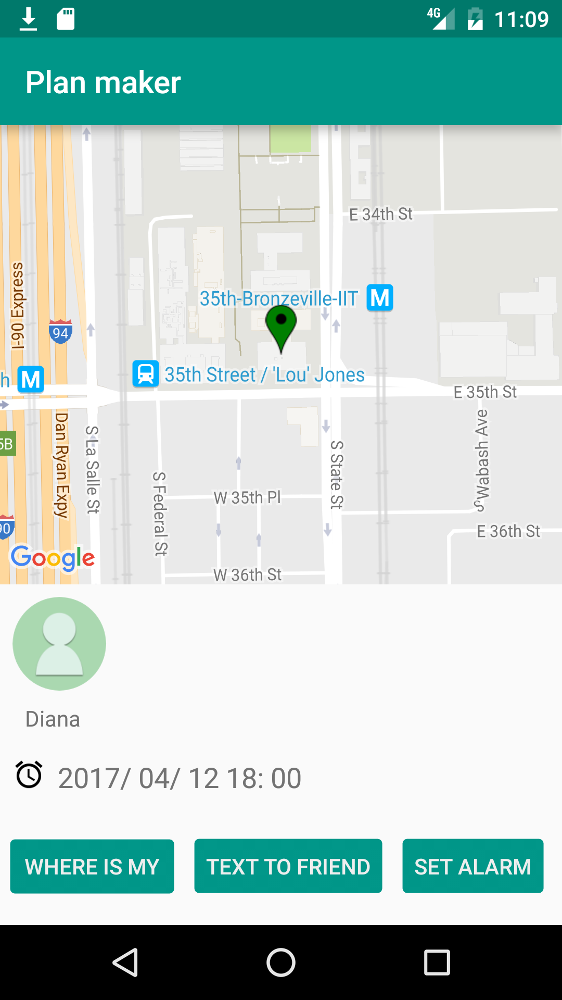 4G 11:09
Plan maker
E 34th St
I-90 Express
35th-Bronzeville-IIT M
94
h M
35th Street / 'Lou' Jones
E 35th St
5B
Dan Ryan Expy
S La Salle St
S Federal St
S State St
S Wabash Ave
W 35th Pl
90
E 36th St
Google
W 36th St
Diana
2017/ 04/ 12 18: 00
WHERE IS MY
TEXT TO FRIEND
SET ALARM